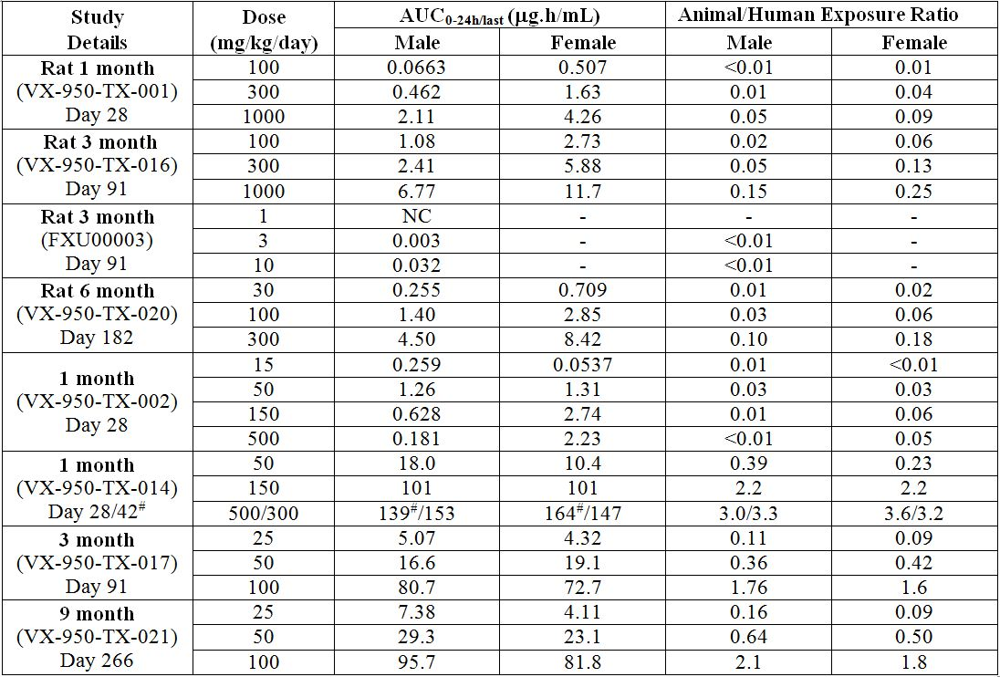 Study Details Dose (mg/kg/day) AUC0-24h/last (µg.h/mL) Animal/Human Exposure Ratio
Male Female Male Female
Rat 1 month (VX-950-TX-001) Day 28
100 0.0663 0.507 <0.01 0.01
300 0.462 1.63 0.01 0.04
1000 2.11 4.26 0.05 0.09
Rat 3 month (VX-950-TX-016) Day 91
100 1.08 2.73 0.02 0.06
300 2.41 5.88 0.05 0.13
1000 6.77 11.7 0.15 0.25
Rat 3 month (FXU00003) Day 91
1 NC - - -
3 0.003 - <0.01 -
10 0.032 - <0.01 -
Rat 6 month (VX-950-TX-020) Day 182
30 0.255 0.709 0.01 0.02
100 1.40 2.85 0.03 0.06
300 4.50 8.42 0.10 0.18
1 month (VX-950-TX-002) Day 28
15 0.259 0.0537 0.01 <0.01
50 1.26 1.31 0.03 0.03
150 0.628 2.74 0.01 0.06
500 0.181 2.23 <0.01 0.05
1 month (VX-950-TX-014) Day 28/42#
50 18.0 10.4 0.39 0.23
150 101 101 2.2 2.2
500/300 139#/153 164#/147 3.0/3.3 3.6/3.2
3 month (VX-950-TX-017) Day 91
25 5.07 4.32 0.11 0.09
50 16.6 19.1 0.36 0.42
100 80.7 72.7 1.76 1.6
9 month (VX-950-TX-021) Day 266
25 7.38 4.11 0.16 0.09
50 29.3 23.1 0.64 0.50
100 95.7 81.8 2.1 1.8